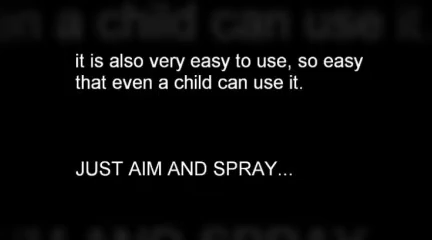 it is also very easy to use, so easy
that even a child can use it.
JUST AIM AND SPRAY...